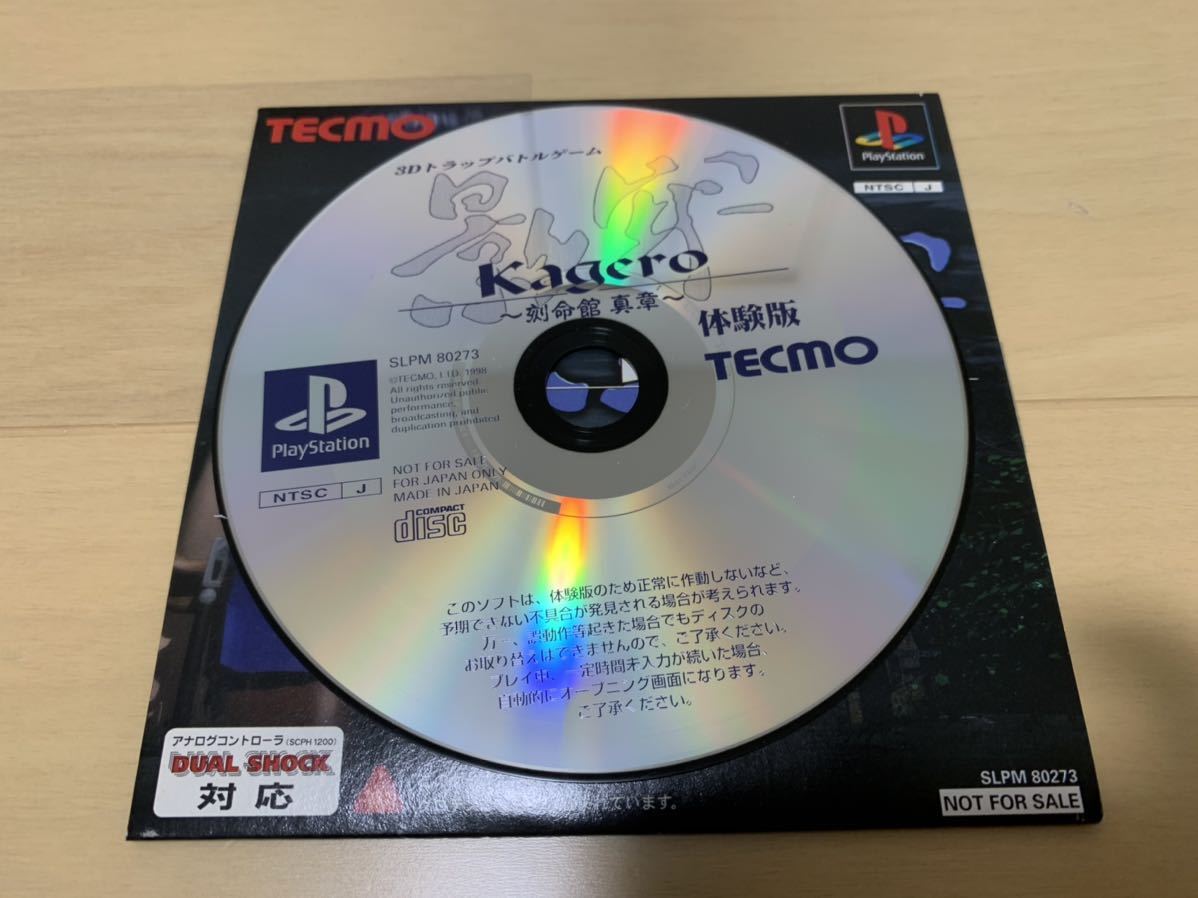 TECMO
PlayStation
NTSC J
3Dトラップバトルゲーム
影牢
Kagero
～刻命館 真章～
体験版
TECMO
SLPM 80273
©TECMO, LTD. 1998
All rights reserved.
Unauthorized public
performance,
broadcasting, and
duplication prohibited.
PlayStation
NTSC J
NOT FOR SALE
FOR JAPAN ONLY
MADE IN JAPAN
COMPACT
disc
このソフトは、体験版のため正常に作動しないなど、
予期できない不具合が発見される場合が考えられます。
万一、誤動作等起きた場合でもディスクの
お取り替えはできませんので、ご了承ください。
プレイ中、一定時間未入力が続いた場合、
自動的にオープニング画面になります。
ご了承ください。
アナログコントローラ(SCPH 1200)
DUAL SHOCK
対応
れています。
SLPM 80273
NOT FOR SALE